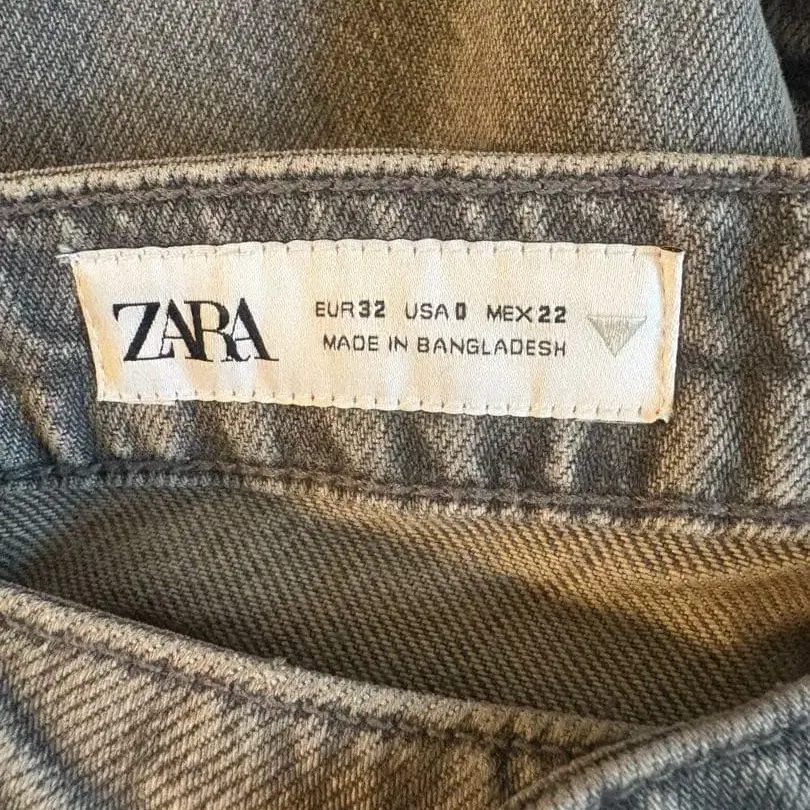 ZARA
EUR 32 USA 0 MEX 22
MADE IN BANGLADESH